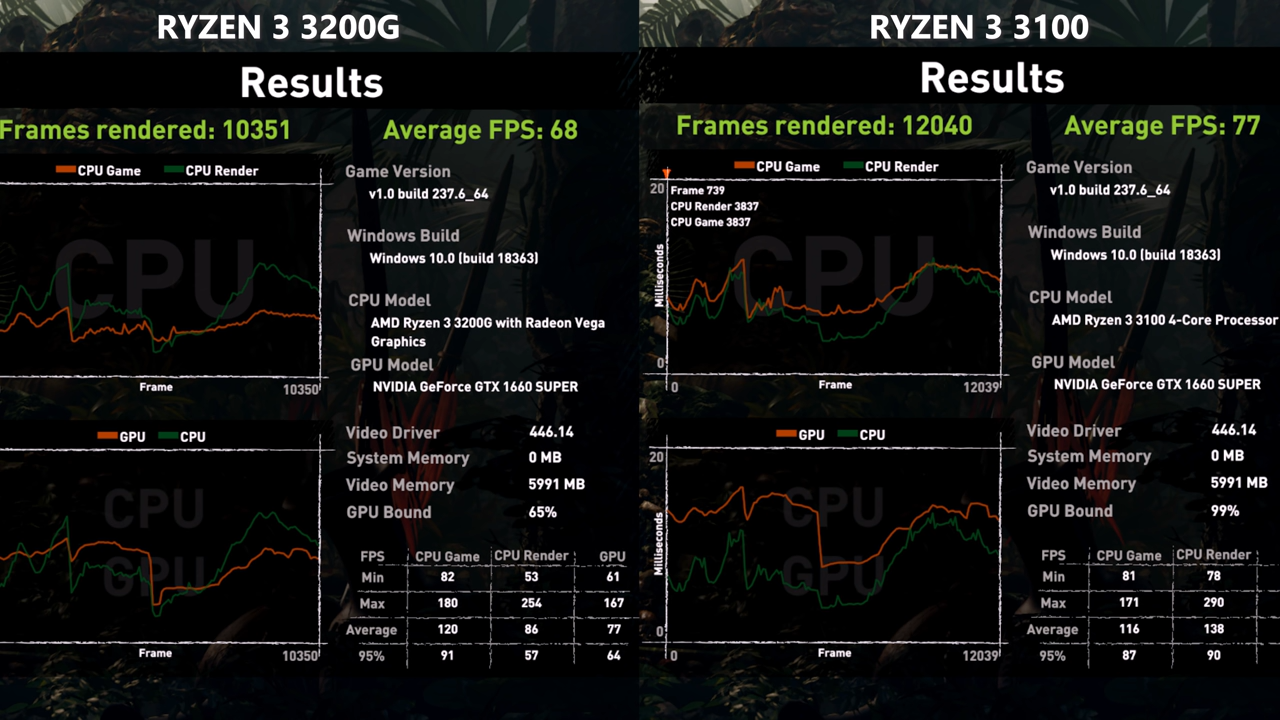 RYZEN 3 3200G
Results
Frames rendered: 10351
Average FPS: 68
CPU Game
CPU Render
CPU
Frame
10350
GPU
CPU
CPU
GPU
Frame
10350
Game Version
v1.0 build 237.6_64
Windows Build
Windows 10.0 (build 18363)
CPU Model
AMD Ryzen 3 3200G with Radeon Vega
Graphics
GPU Model
NVIDIA GeForce GTX 1660 SUPER
Video Driver 446.14
System Memory 0 MB
Video Memory 5991 MB
GPU Bound 65%
FPS CPU Game CPU Render GPU
Min 82 53 61
Max 180 254 167
Average 120 86 77
95% 91 57 64
RYZEN 3 3100
Results
Frames rendered: 12040
Average FPS: 77
CPU Game
CPU Render
20
Frame 739
CPU Render 3837
CPU Game 3837
CPU
Milliseconds
0
0
Frame
12039
GPU
CPU
20
CPU
GPU
Milliseconds
0
0
Frame
12039
Game Version
v1.0 build 237.6_64
Windows Build
Windows 10.0 (build 18363)
CPU Model
AMD Ryzen 3 3100 4-Core Processor
GPU Model
NVIDIA GeForce GTX 1660 SUPER
Video Driver 446.14
System Memory 0 MB
Video Memory 5991 MB
GPU Bound 99%
FPS CPU Game CPU Render
Min 81 78
Max 171 290
Average 116 138
95% 87 90